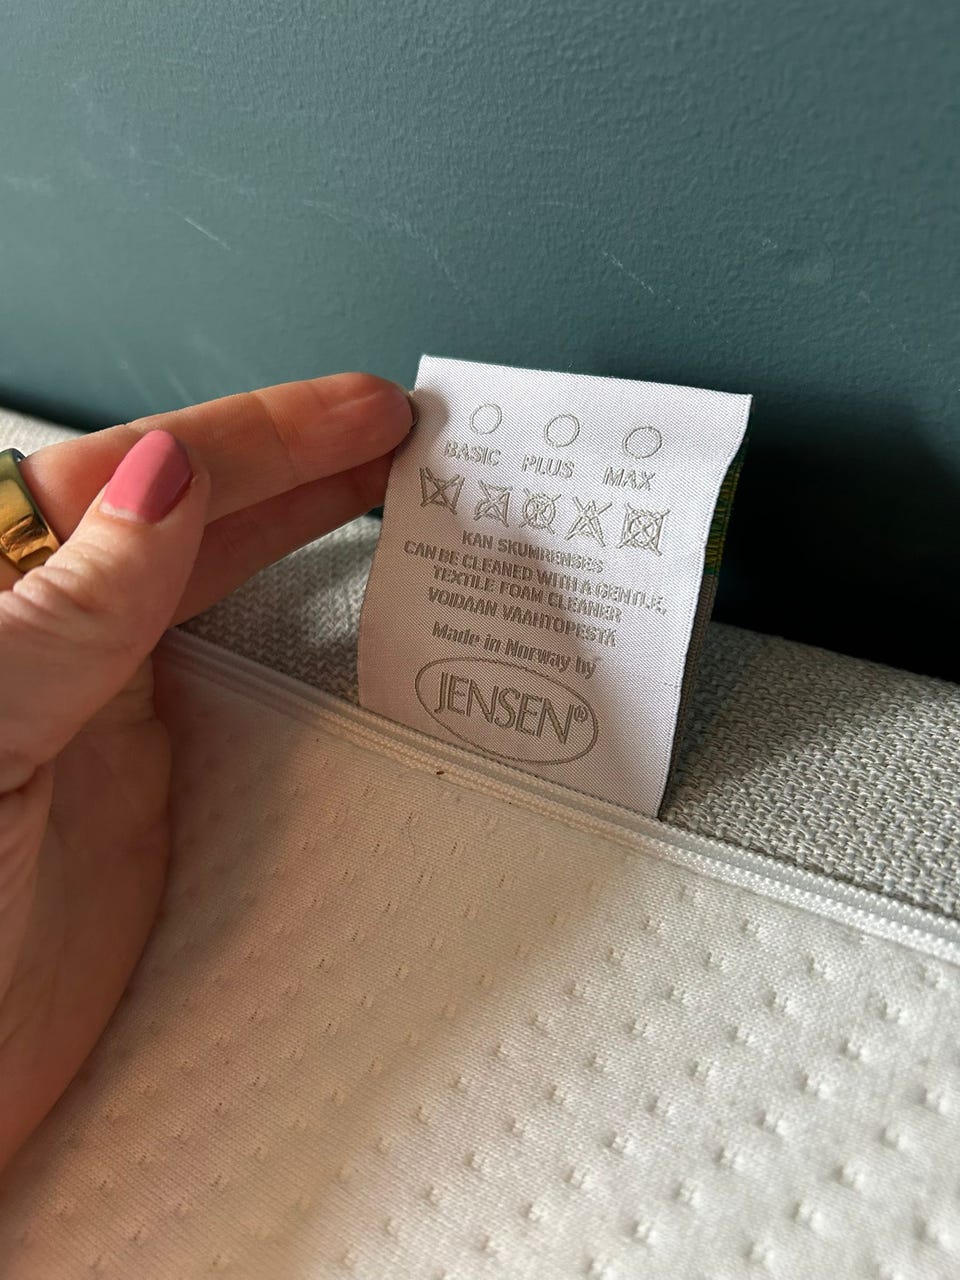 BASIC PLUS MAX
KAN SKUMRENSES
CAN BE CLEANED WITH A GENTLE,
TEXTILE FOAM CLEANER
VOIDAAN VAAHTOPESTÄ
Made in Norway by
JENSEN®